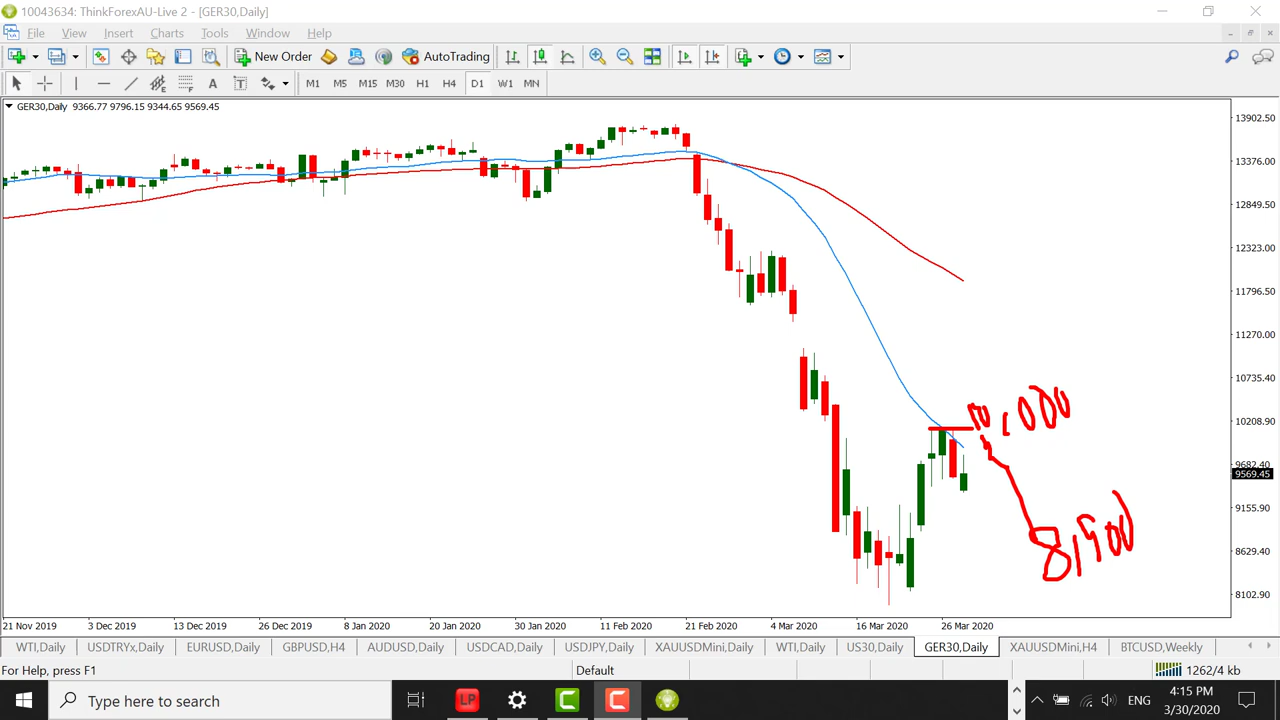 10043634: ThinkForexAU-Live 2 - [GER30,Daily]
File View Insert Charts Tools Window Help
New Order AutoTrading
A T M1 M5 M15 M30 H1 H4 D1 W1 MN
GER30,Daily 9366.77 9796.15 9344.65 9569.45
13902.50
13376.00
12849.50
12323.00
11796.50
11270.00
10735.40
10208.90
9682.40
9569.45
9155.90
8629.40
8102.90
10,000
21 Nov 2019 3 Dec 2019 13 Dec 2019 26 Dec 2019 8 Jan 2020 20 Jan 2020 30 Jan 2020 11 Feb 2020 21 Feb 2020 4 Mar 2020 16 Mar 2020 26 Mar 2020
WTI,Daily USDTRYx,Daily EURUSD,Daily GBPUSD,H4 AUDUSD,Daily USDCAD,Daily USDJPY,Daily XAUUSDMini,Daily WTI,Daily US30,Daily GER30,Daily XAUUSDMini,H4 BTCUSD,Weekly
For Help, press F1 Default 1262/4 kb
Type here to search LP ENG 4:15 PM
3/30/2020